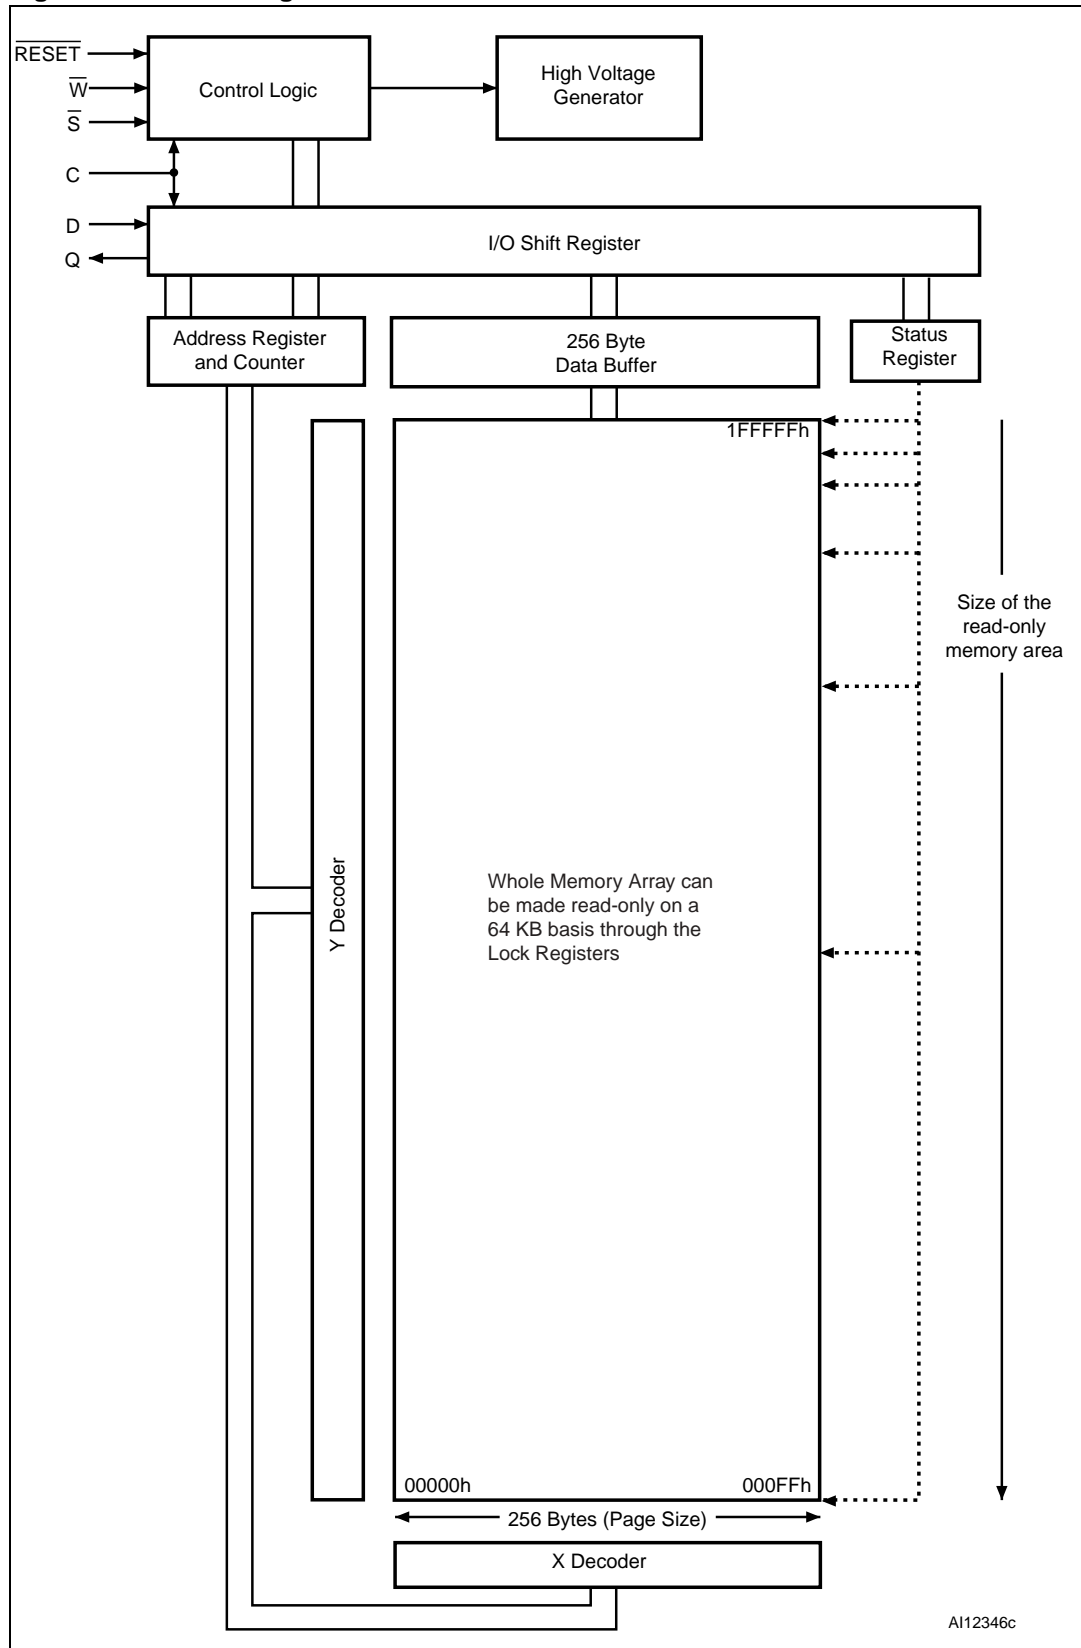 RESET
W
S
C
D
Q
Control Logic
High Voltage
Generator
I/O Shift Register
Address Register
and Counter
256 Byte
Data Buffer
Status
Register
1FFFFFh
Size of the
read-only
memory area
Y Decoder
Whole Memory Array can
be made read-only on a
64 KB basis through the
Lock Registers
00000h
000FFh
256 Bytes (Page Size)
X Decoder
AI12346c